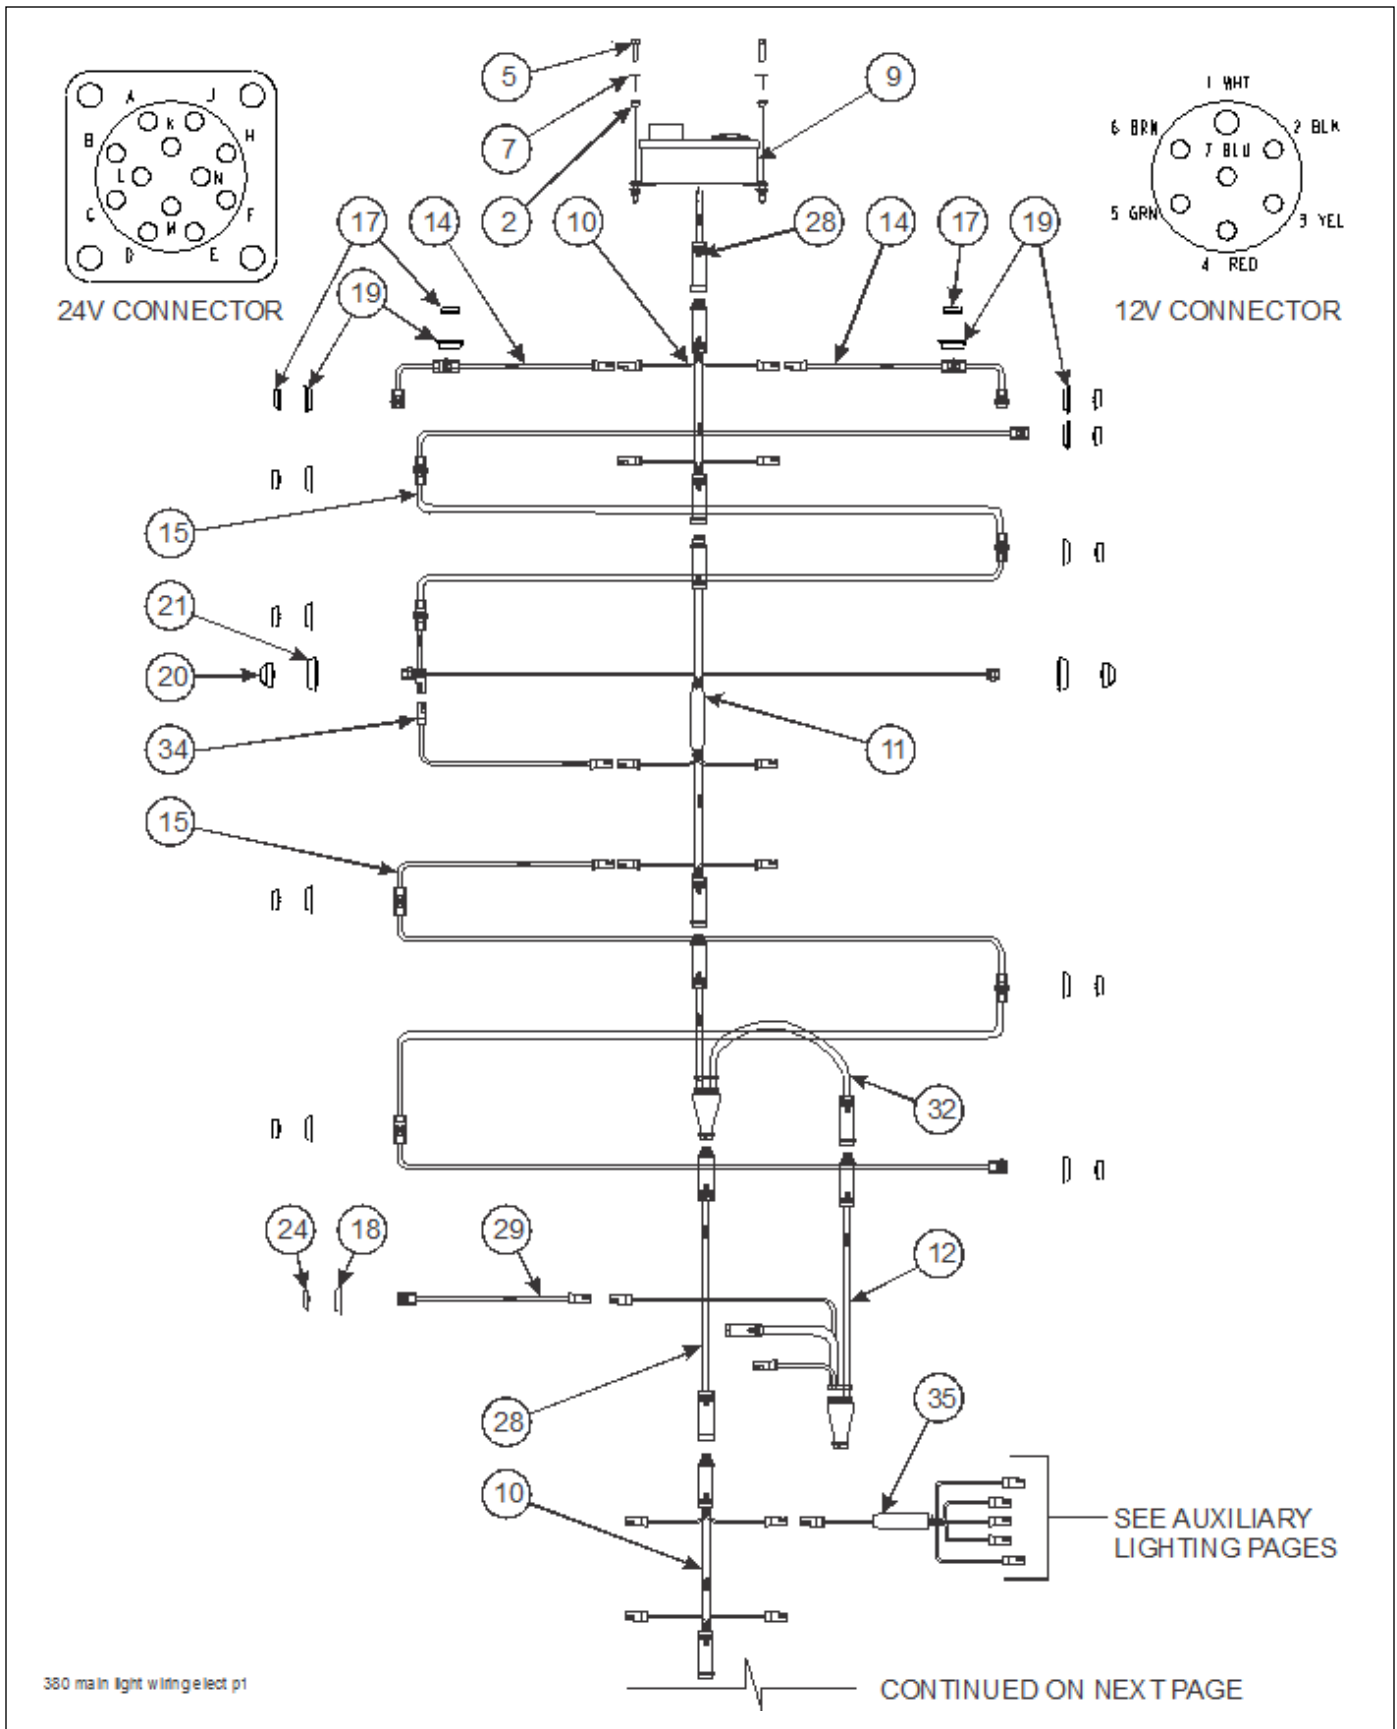 5
9
7
2
1 WHT
6 BRN
2 BLK
7 BLU
5 GRN
3 YEL
4 RED
12V CONNECTOR
A
J
K
B
H
L
N
C
F
M
D
E
24V CONNECTOR
17
14
10
28
14
17
19
19
15
21
20
34
11
15
32
24
18
29
12
28
35
10
SEE AUXILIARY
LIGHTING PAGES
380 main light wiring elect p1
CONTINUED ON NEXT PAGE